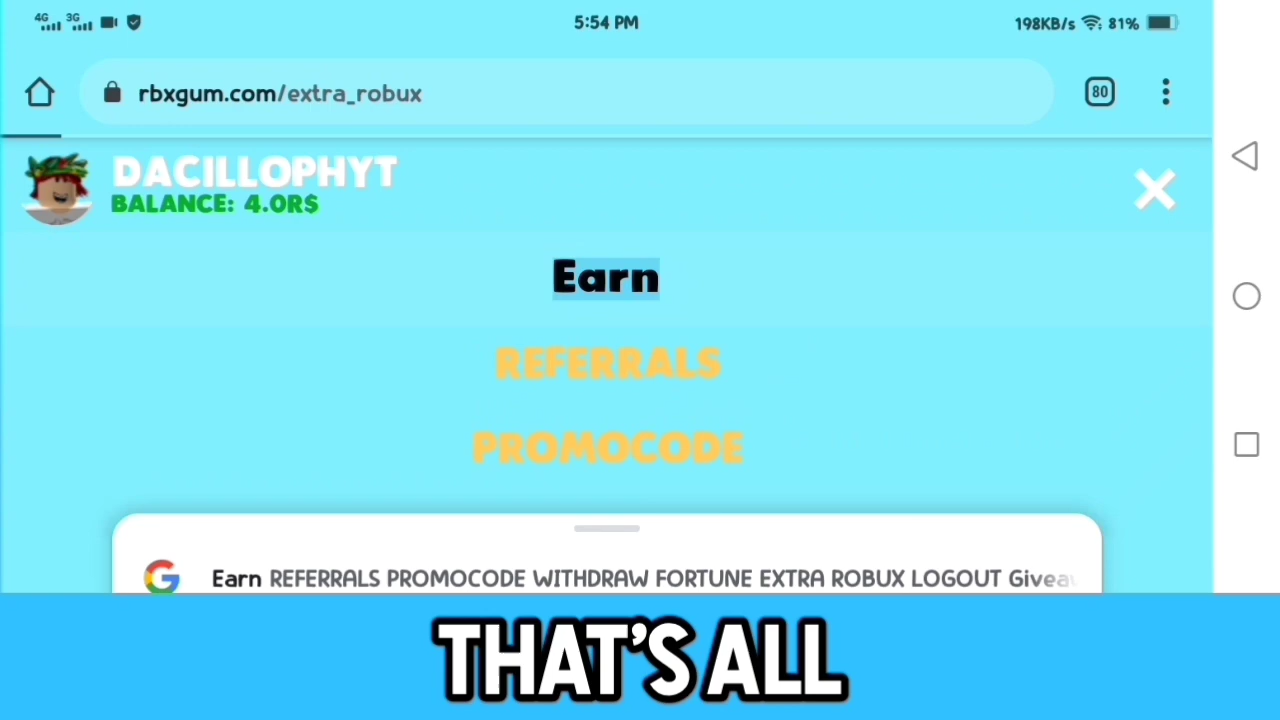 4G 3G 5:54 PM 198KB/s 81%
rbxgum.com/extra_robux 80
DACILLOPHYT
BALANCE: 4.0R$
Earn
REFERRALS
PROMOCODE
G Earn REFERRALS PROMOCODE WITHDRAW FORTUNE EXTRA ROBUX LOGOUT Givea
THAT'S ALL